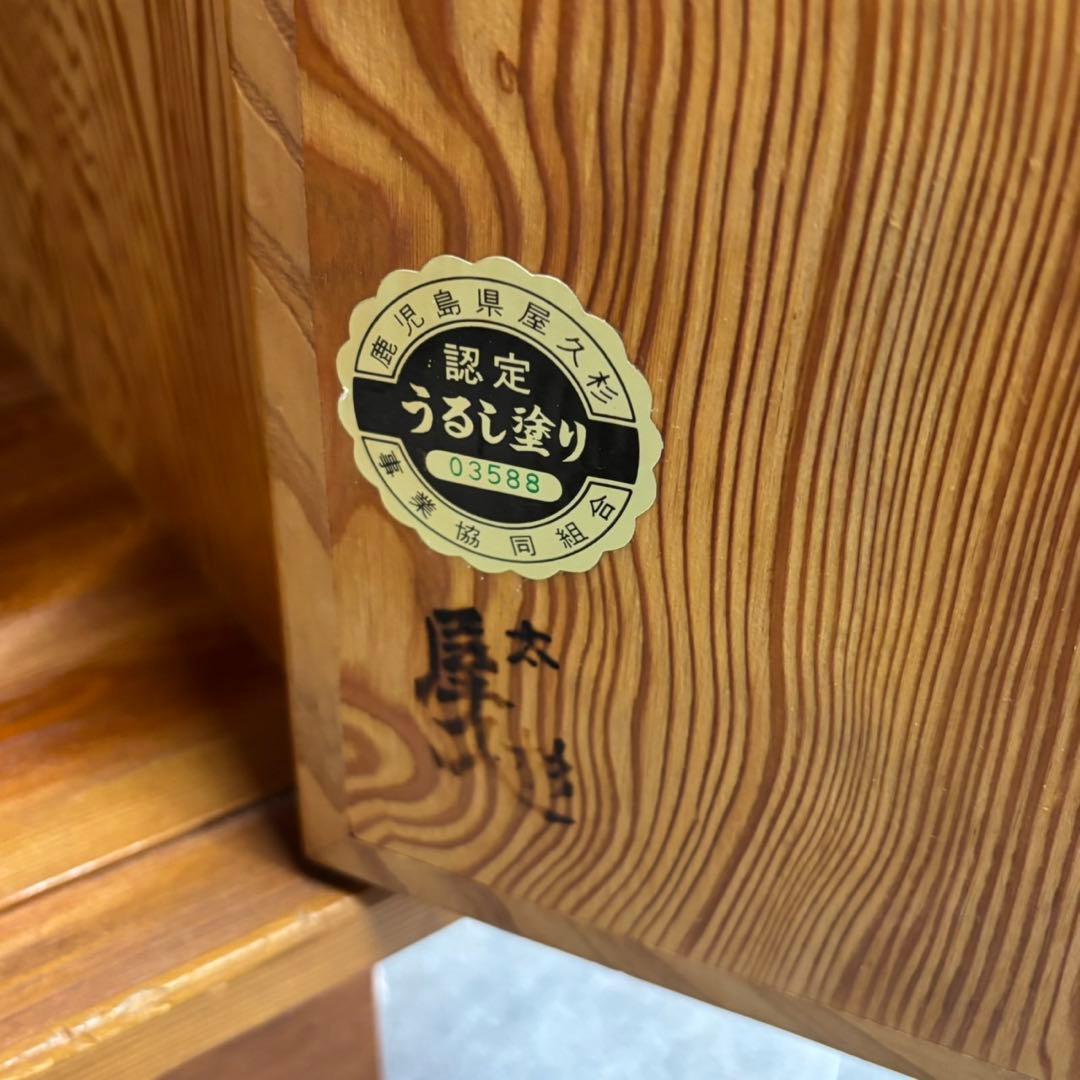 鹿児島県屋久杉
認定
うるし塗り
03588
事業協同組合
太